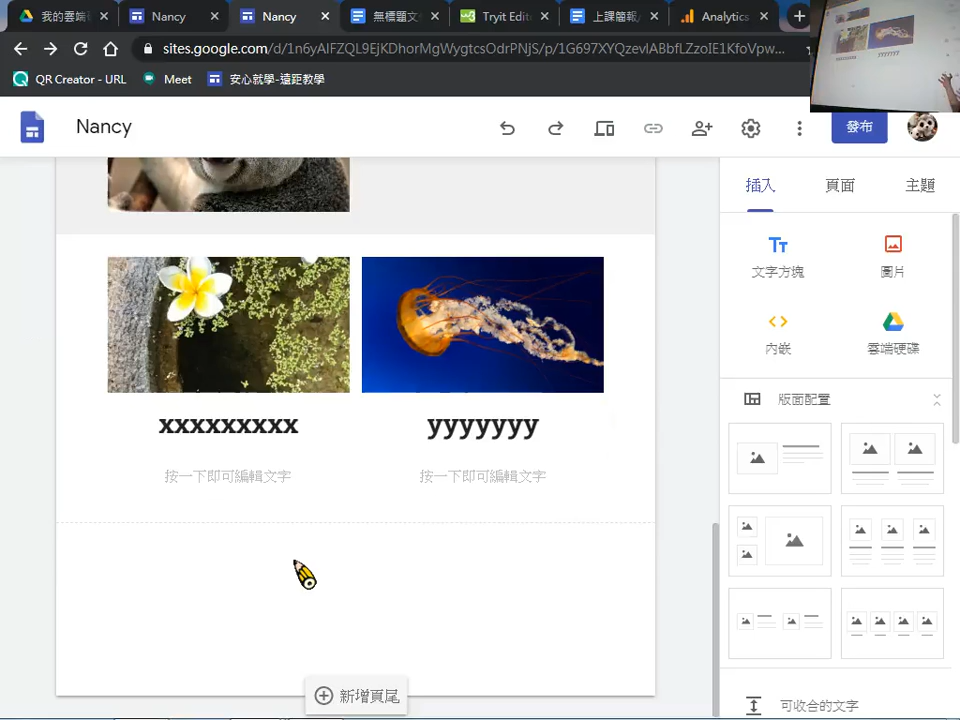 我的雲端
Nancy
Nancy
無標題文
Tryit Edit
上課簡報
Analytics
sites.google.com/d/1n6yAlFZQL9EjKDhorMgWygtcsOdrPNjS/p/1G697XYQzevlABbfLZzoIE1KfoVpw...
QR Creator - URL
Meet
安心就學-遠距教學
Nancy
發布
插入
頁面
主題
文字方塊
圖片
內嵌
雲端硬碟
版面配置
xxxxxxxxx
yyyyyyy
按一下即可編輯文字
按一下即可編輯文字
新增頁尾
可收合的文字